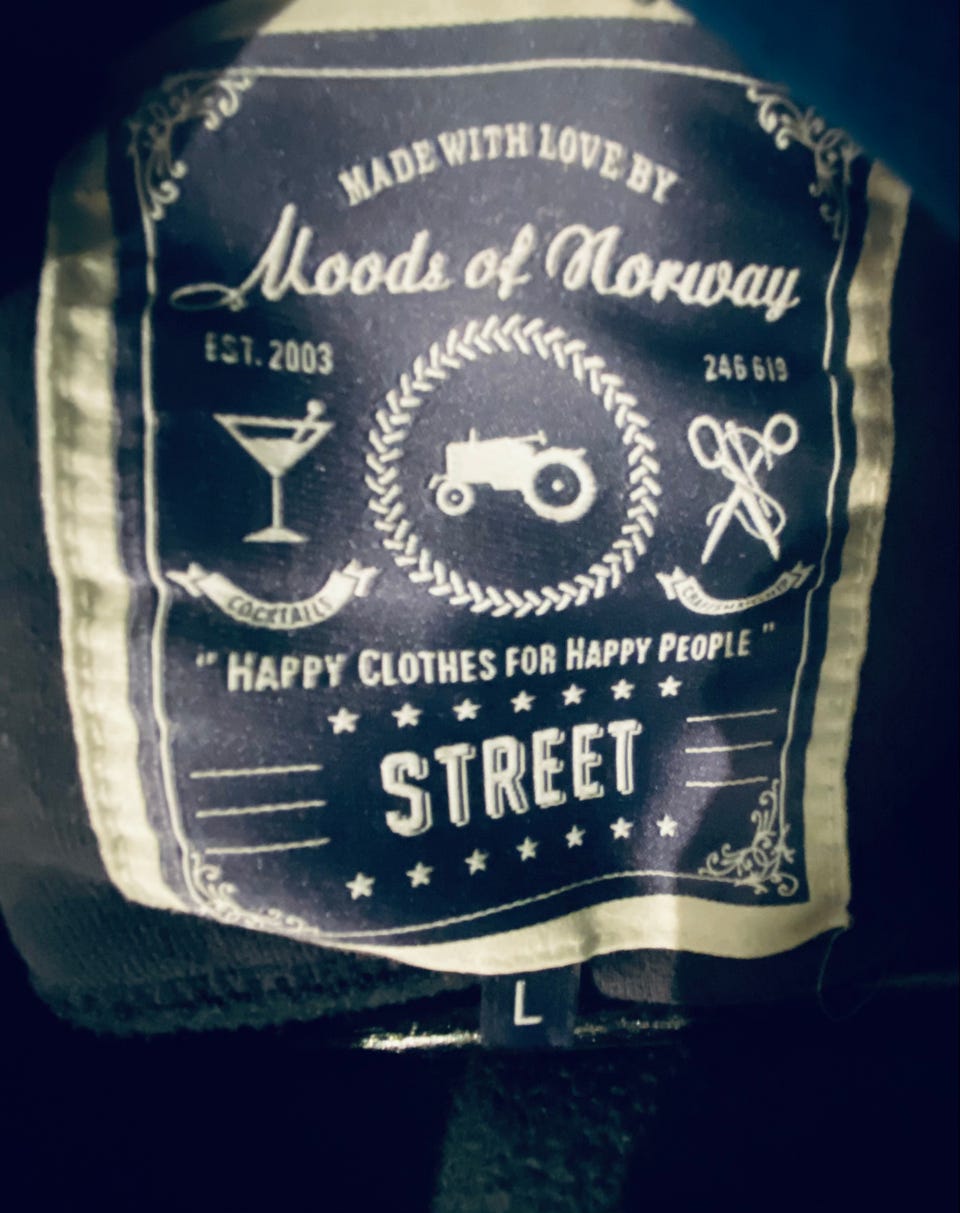 MADE WITH LOVE BY
Moods of Norway
EST. 2003
246 619
COCKTAILS
" HAPPY CLOTHES FOR HAPPY PEOPLE "
STREET
L